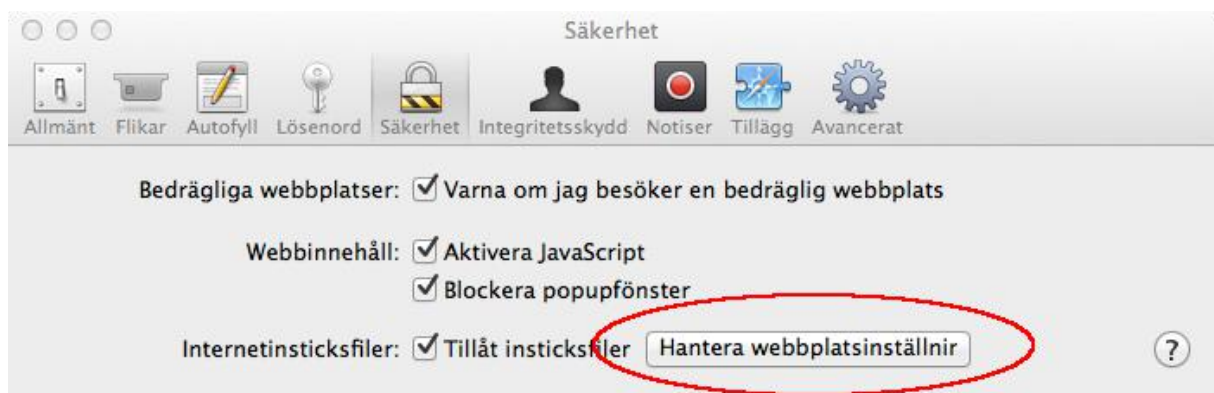 Säkerhet
Allmänt Flikar Autofyll Lösenord Säkerhet Integritetsskydd Notiser Tillägg Avancerat
Bedrägliga webbplatser: Varna om jag besöker en bedräglig webbplats
Webbinnehåll: Aktivera JavaScript
Blockera popupfönster
Internetinsticksfiler: Tillåt insticksfiler Hantera webbplatsinställnir ?